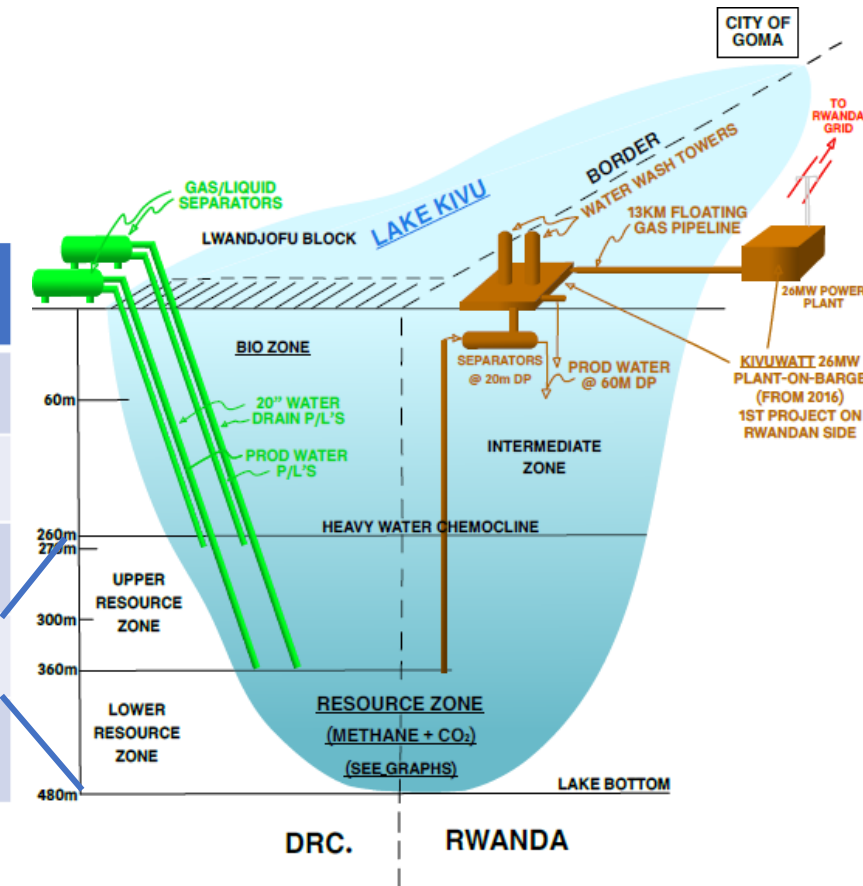 CITY OF
GOMA
TO
RWANDA
GRID
GAS/LIQUID
SEPARATORS
LWANDJOFU BLOCK
LAKE KIVU
BORDER
WATER WASH TOWERS
13KM FLOATING
GAS PIPELINE
26MW POWER
PLANT
BIO ZONE
SEPARATORS
@ 20m DP
PROD WATER
@ 60M DP
KIVUWATT 26MW
PLANT-ON-BARGE
(FROM 2016)
1ST PROJECT ON
RWANDAN SIDE
60m
20" WATER
DRAIN P/L'S
PROD WATER
P/L'S
INTERMEDIATE
ZONE
HEAVY WATER CHEMOCLINE
260m
270m
UPPER
RESOURCE
ZONE
300m
360m
LOWER
RESOURCE
ZONE
RESOURCE ZONE
(METHANE + CO₂)
(SEE GRAPHS)
480m
LAKE BOTTOM
DRC.
RWANDA